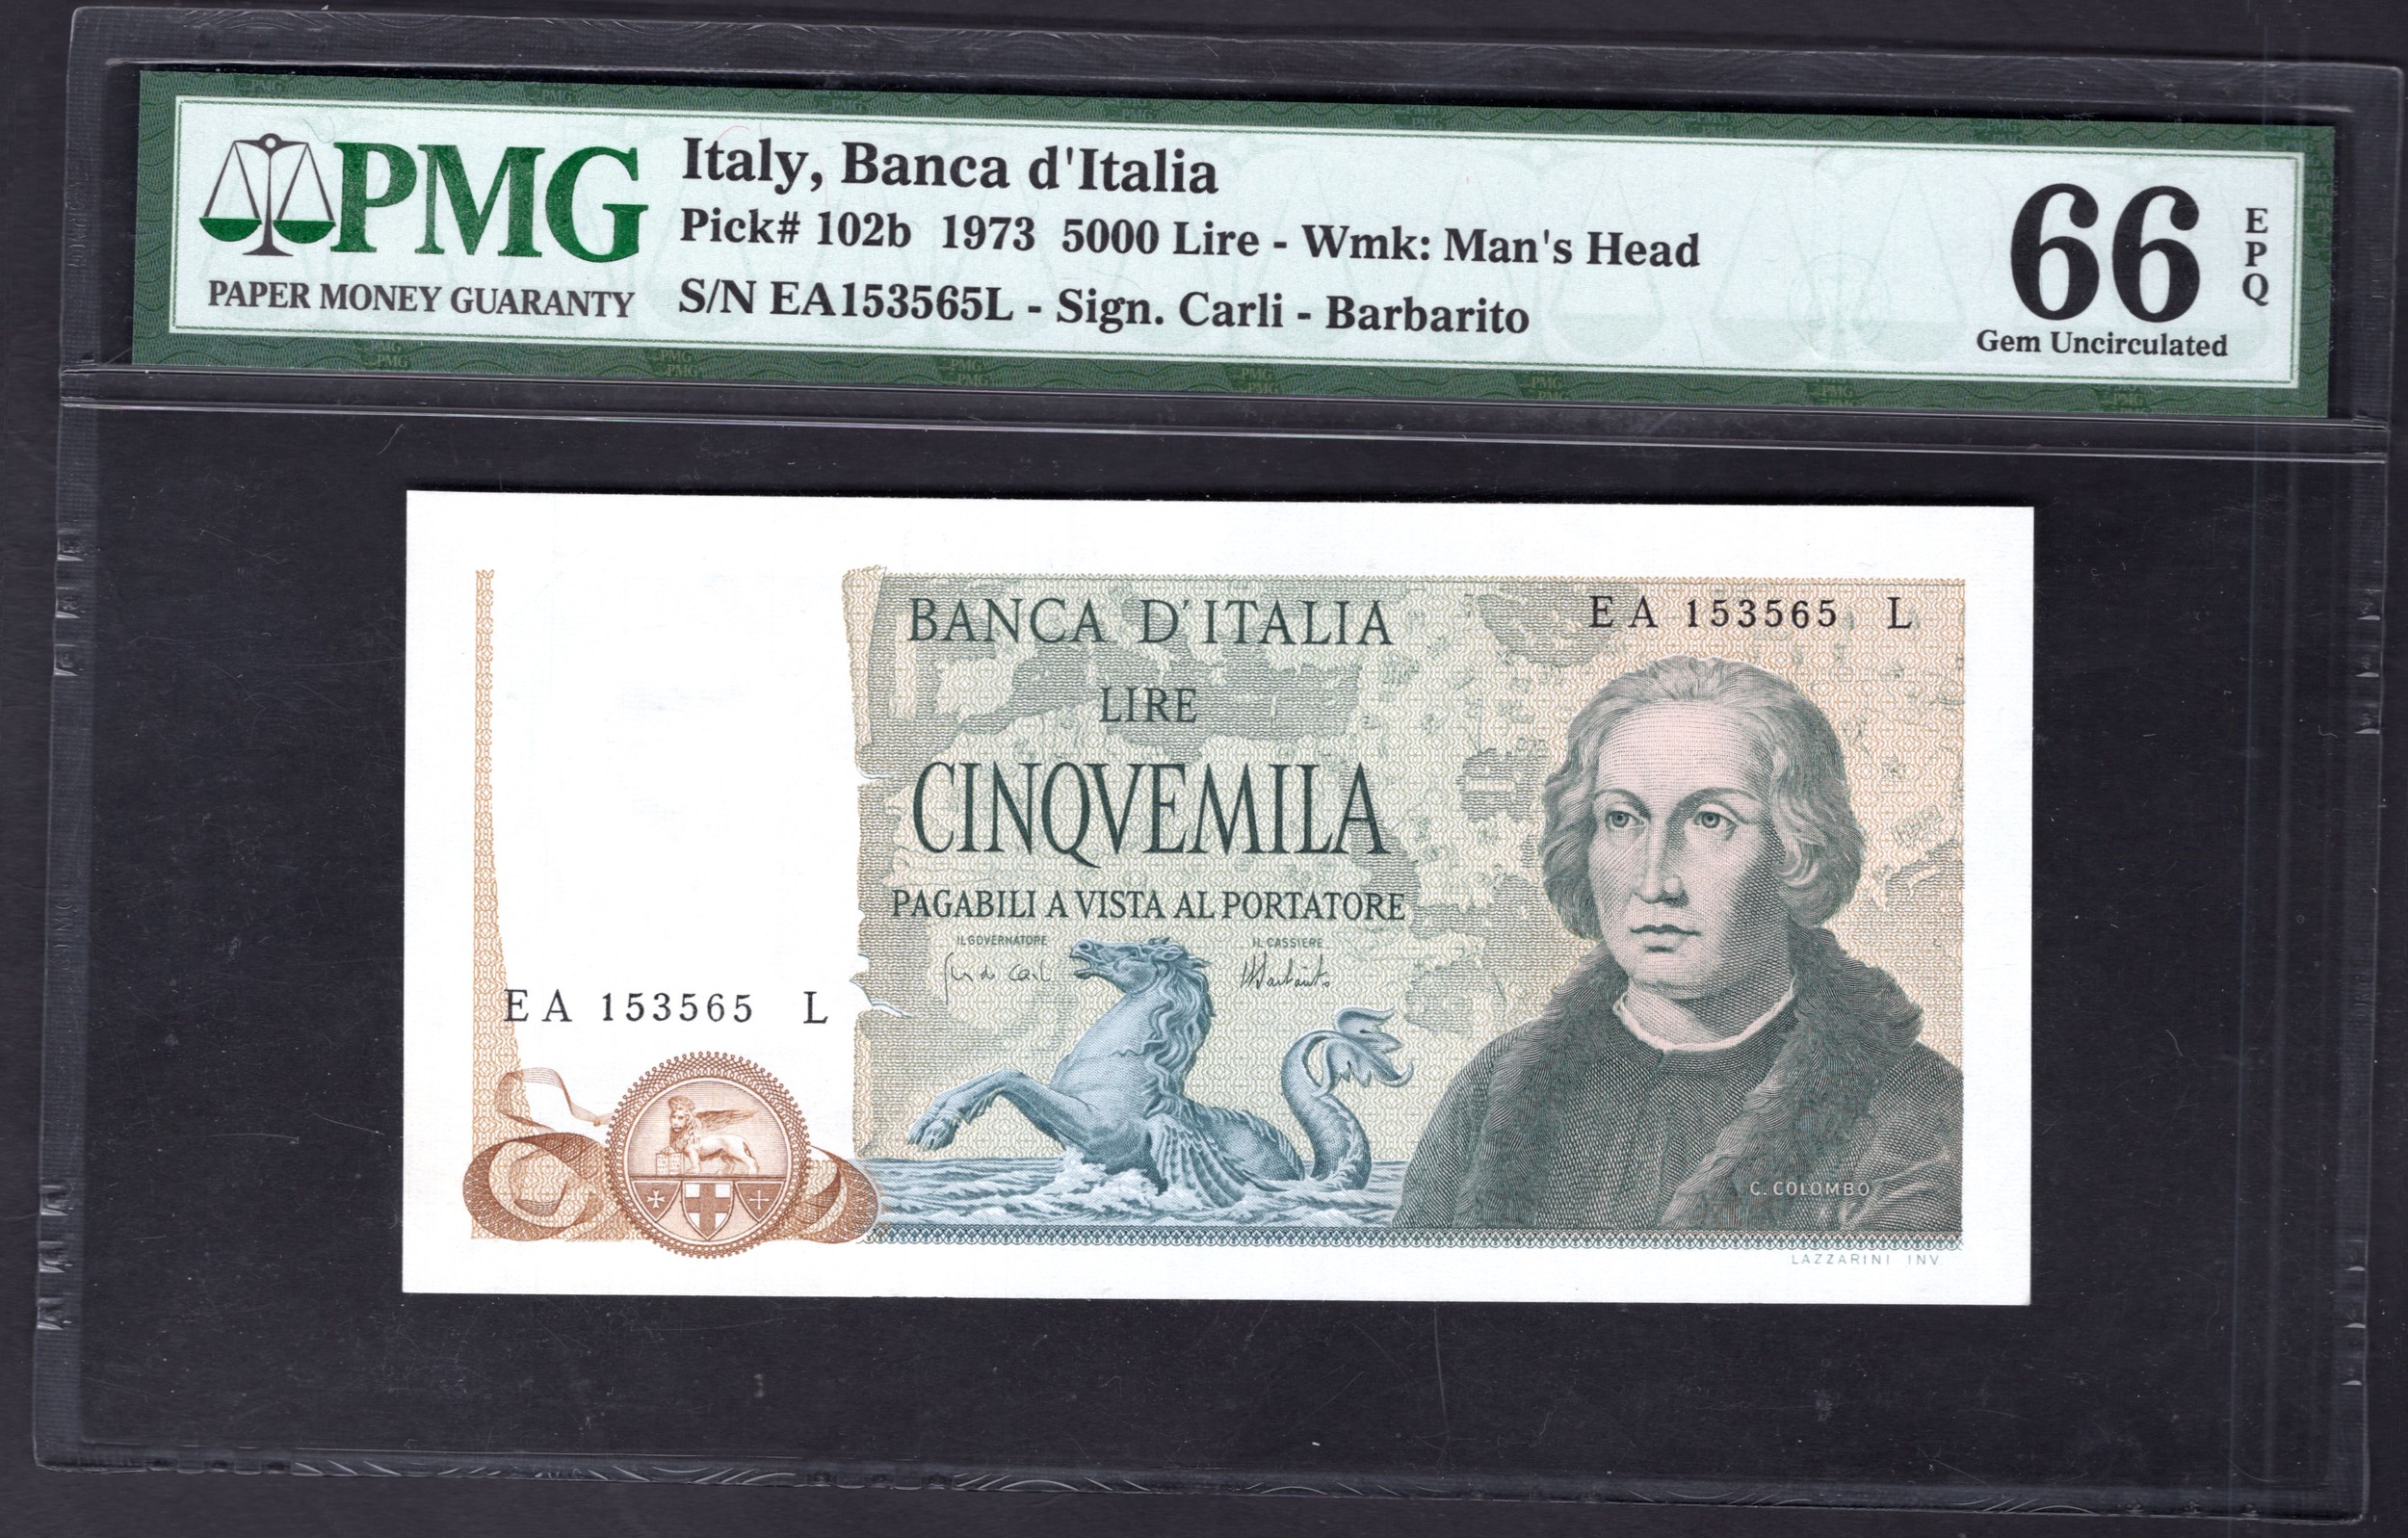 PMG
PAPER MONEY GUARANTY
Italy, Banca d'Italia
Pick# 102b 1973 5000 Lire - Wmk: Man's Head
S/N EA153565L - Sign. Carli - Barbarito
66
EPQ
Gem Uncirculated
BANCA D'ITALIA
EA 153565 L
LIRE
CINQVEMILA
PAGABILI A VISTA AL PORTATORE
IL GOVERNATORE
IL CASSIERE
EA 153565 L
C. COLOMBO
LAZZARINI INV.